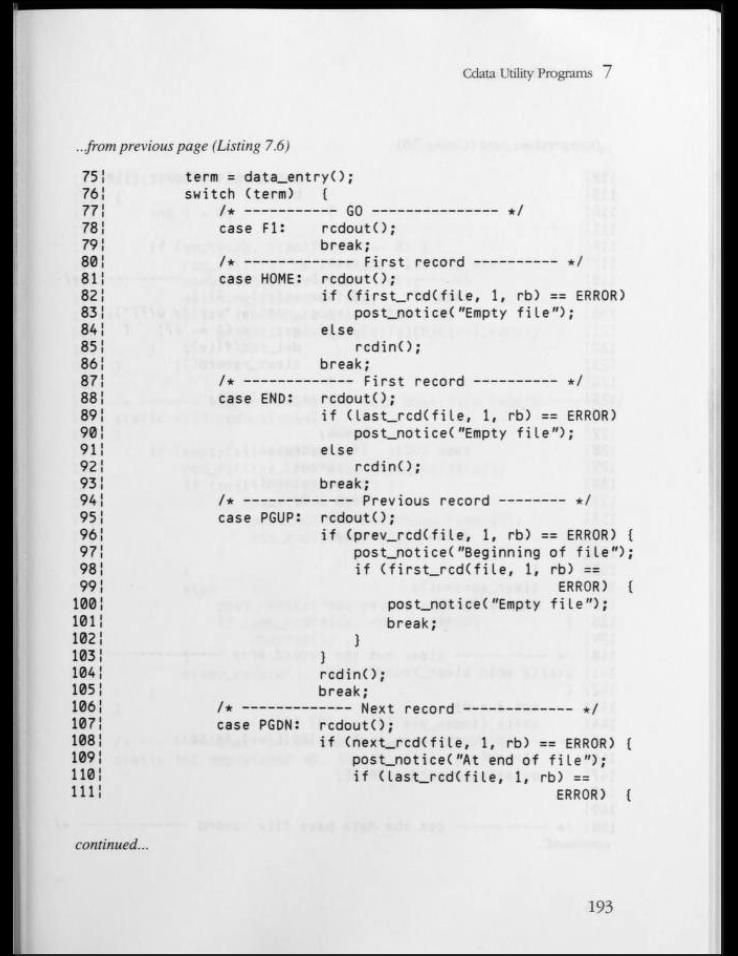 Cdata Utility Programs 7
...from previous page (Listing 7.6)
75¦ term = data_entry();
76¦ switch (term) {
77¦ /* ----------- GO --------------- */
78¦ case F1: rcdout();
79¦ break;
80¦ /* ------------- First record ---------- */
81¦ case HOME: rcdout();
82¦ if (first_rcd(file, 1, rb) == ERROR)
83¦ post_notice("Empty file");
84¦ else
85¦ rcdin();
86¦ break;
87¦ /* ------------- First record ---------- */
88¦ case END: rcdout();
89¦ if (last_rcd(file, 1, rb) == ERROR)
90¦ post_notice("Empty file");
91¦ else
92¦ rcdin();
93¦ break;
94¦ /* ------------- Previous record -------- */
95¦ case PGUP: rcdout();
96¦ if (prev_rcd(file, 1, rb) == ERROR) {
97¦ post_notice("Beginning of file");
98¦ if (first_rcd(file, 1, rb) ==
99¦ ERROR) {
100¦ post_notice("Empty file");
101¦ break;
102¦ }
103¦ }
104¦ rcdin();
105¦ break;
106¦ /* ------------- Next record ------------- */
107¦ case PGDN: rcdout();
108¦ if (next_rcd(file, 1, rb) == ERROR) {
109¦ post_notice("At end of file");
110¦ if (last_rcd(file, 1, rb) ==
111¦ ERROR) {
continued...
193